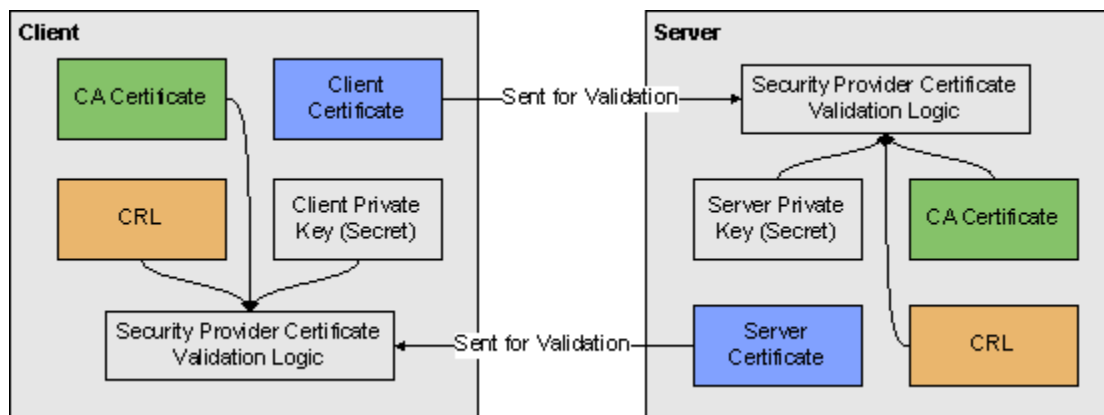 Client
CA Certificate
Client
Certificate
CRL
Client Private
Key (Secret)
Security Provider Certificate
Validation Logic
Sent for Validation
Sent for Validation
Server
Security Provider Certificate
Validation Logic
Server Private
Key (Secret)
CA Certificate
Server
Certificate
CRL